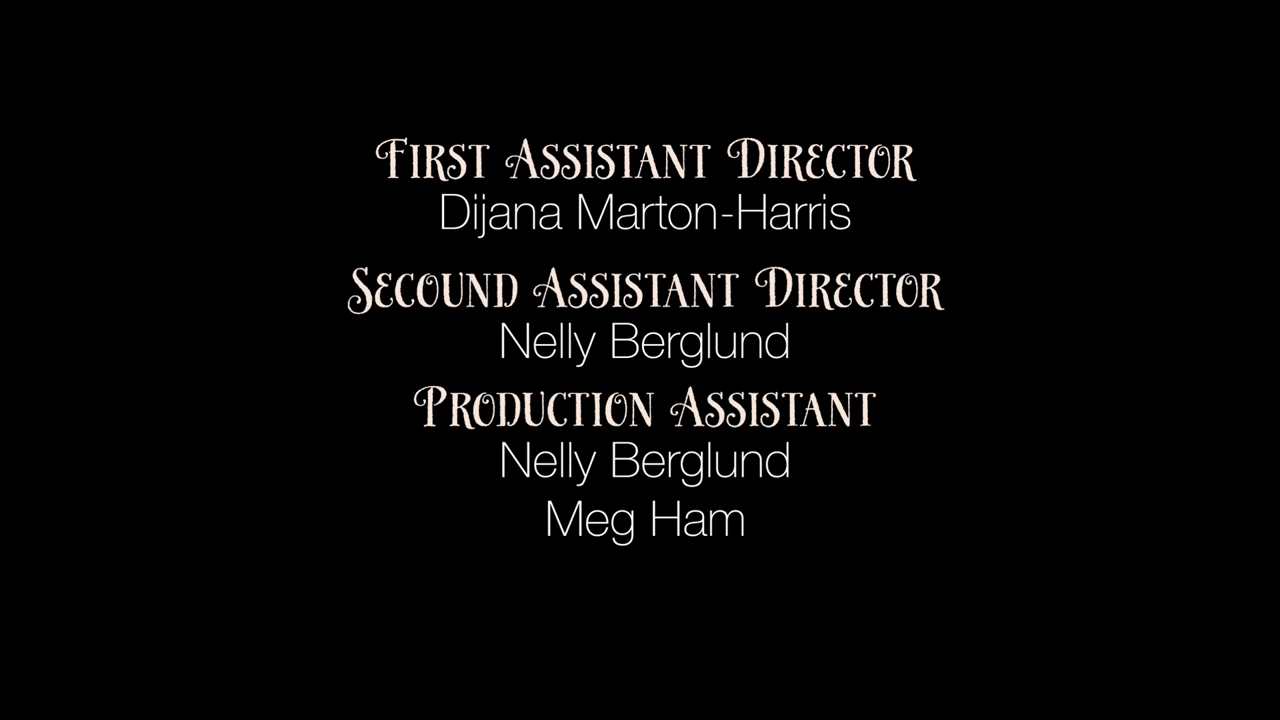 First Assistant Director
Dijana Marton-Harris
Secound Assistant Director
Nelly Berglund
Production Assistant
Nelly Berglund
Meg Ham